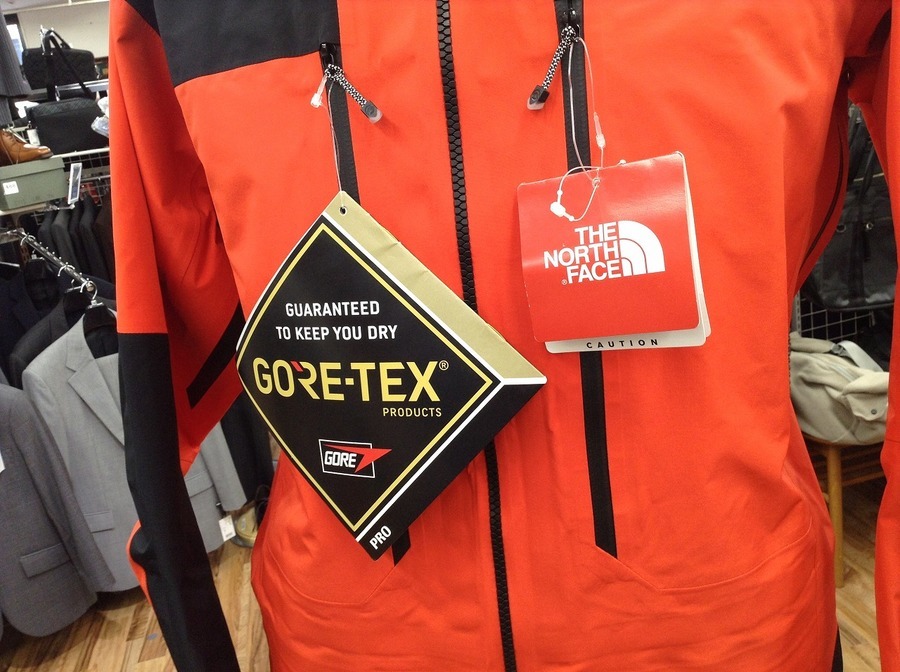 GUARANTEED
TO KEEP YOU DRY
GORE-TEX®
PRODUCTS
GORE
PRO
THE
NORTH
®FACE
CAUTION